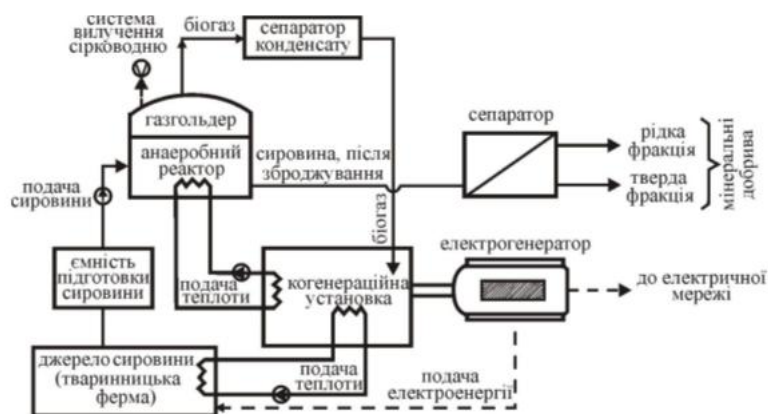 система
вилучення
сірководню
біогаз
сепаратор
конденсату
газгольдер
анаеробний
реактор
сировина, після
зброджування
сепаратор
рідка
фракція
тверда
фракція
мінеральні
добрива
подача
сировини
біогаз
ємність
підготовки
сировини
подача
теплоти
когенераційна
установка
електрогенератор
до електричної
мережі
джерело сировини
(тваринницька
ферма)
подача
теплоти
подача
електроенергії